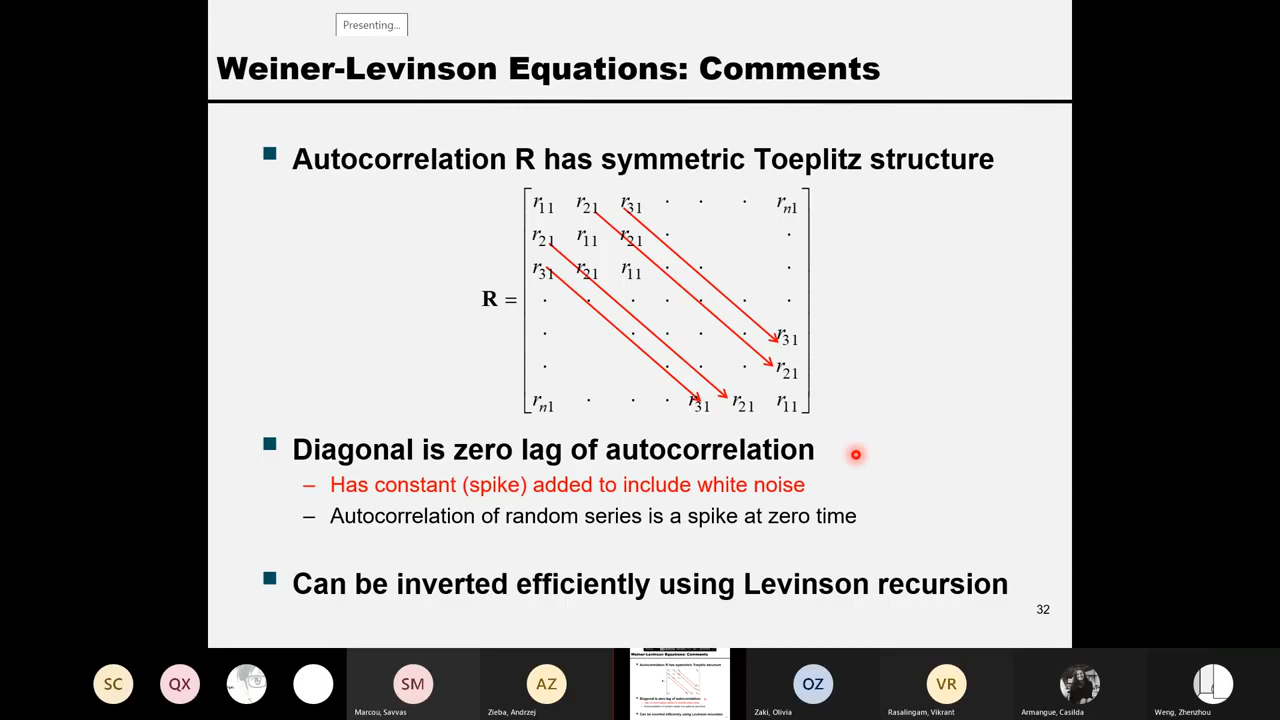 Presenting...
Weiner-Levinson Equations: Comments
Autocorrelation R has symmetric Toeplitz structure
r11 r21 r31 · · · rn1
r21 r11 r21 · ·
r31 r21 r11 · · ·
R = · · · · · · ·
· · · · · r31
· · · · r21
rn1 · · · r31 r21 r11
Diagonal is zero lag of autocorrelation
– Has constant (spike) added to include white noise
– Autocorrelation of random series is a spike at zero time
Can be inverted efficiently using Levinson recursion
32
SC QX SM AZ OZ VR
Marcou, Savvas Zieba, Andrzej Zaki, Olivia Rasalingam, Vikrant Armangue, Casilda Weng, Zhenzhou